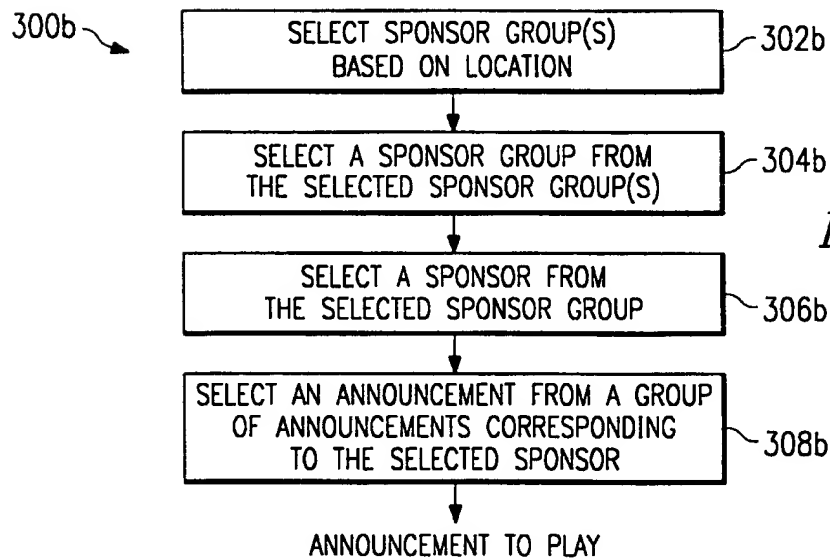 300b
SELECT SPONSOR GROUP(S)
BASED ON LOCATION
302b
SELECT A SPONSOR GROUP FROM
THE SELECTED SPONSOR GROUP(S)
304b
SELECT A SPONSOR FROM
THE SELECTED SPONSOR GROUP
306b
SELECT AN ANNOUNCEMENT FROM A GROUP
OF ANNOUNCEMENTS CORRESPONDING
TO THE SELECTED SPONSOR
308b
ANNOUNCEMENT TO PLAY